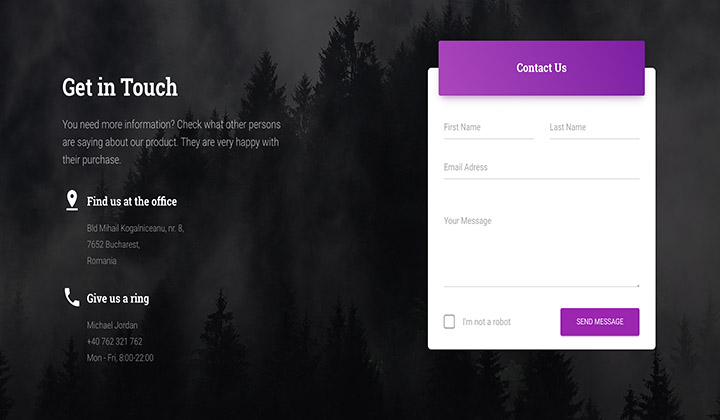 Get in Touch
You need more information? Check what other persons
are saying about our product. They are very happy with
their purchase.
Find us at the office
Bld Mihail Kogalniceanu, nr. 8,
7652 Bucharest,
Romania
Give us a ring
Michael Jordan
+40 762 321 762
Mon - Fri, 8:00-22:00
Contact Us
First Name
Last Name
Email Adress
Your Message
I'm not a robot
SEND MESSAGE